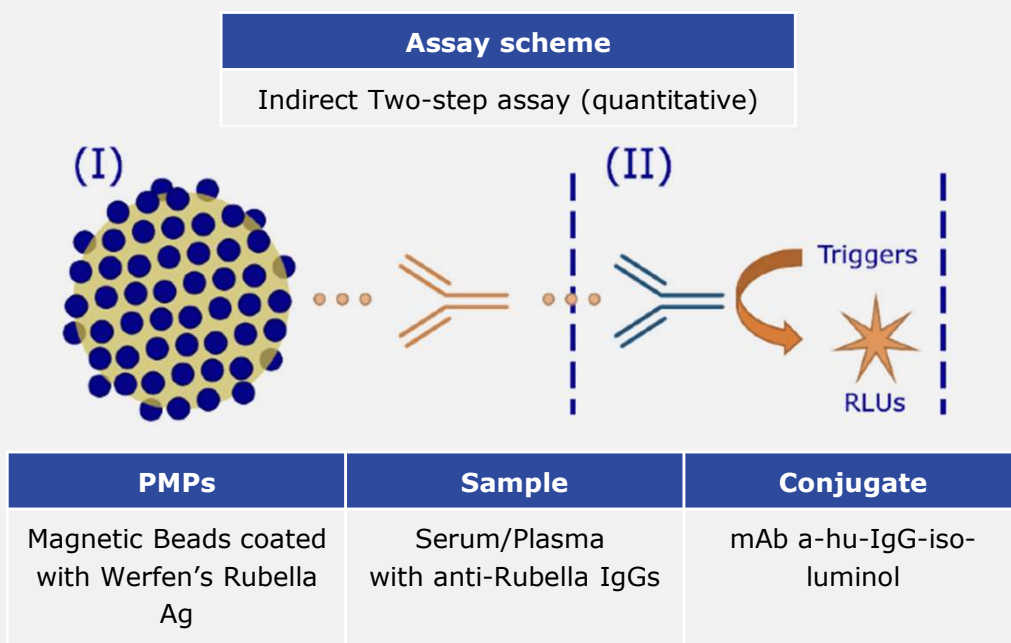 Assay scheme
Indirect Two-step assay (quantitative)
(I)
(II)
Triggers
RLUs
PMPs
Sample
Conjugate
Magnetic Beads coated
with Werfen's Rubella
Ag
Serum/Plasma
with anti-Rubella IgGs
mAb a-hu-IgG-iso-
luminol